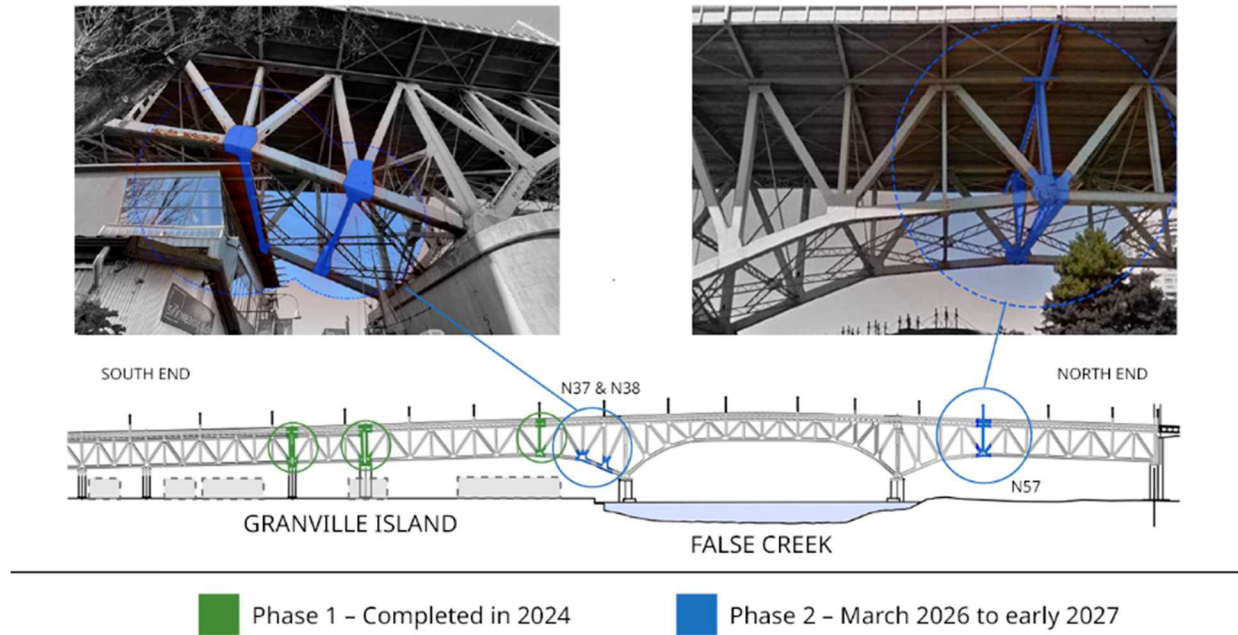 SOUTH END
N37 & N38
NORTH END
N57
GRANVILLE ISLAND
FALSE CREEK
Phase 1 – Completed in 2024
Phase 2 – March 2026 to early 2027